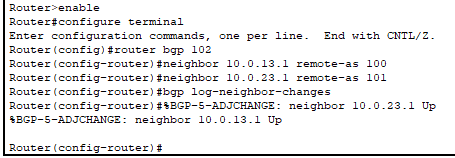 Router>enable
Router#configure terminal
Enter configuration commands, one per line.  End with CNTL/Z.
Router(config)#router bgp 102
Router(config-router)#neighbor 10.0.13.1 remote-as 100
Router(config-router)#neighbor 10.0.23.1 remote-as 101
Router(config-router)#bgp log-neighbor-changes
Router(config-router)#%BGP-5-ADJCHANGE: neighbor 10.0.23.1 Up
%BGP-5-ADJCHANGE: neighbor 10.0.13.1 Up
Router(config-router)#